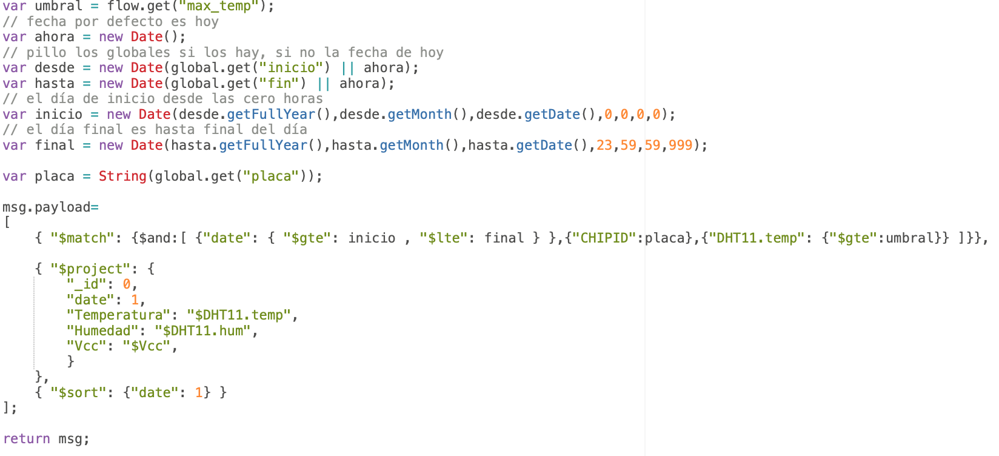 var umbral = flow.get("max_temp");
// fecha por defecto es hoy
var ahora = new Date();
// pillo los globales si los hay, si no la fecha de hoy
var desde = new Date(global.get("inicio") || ahora);
var hasta = new Date(global.get("fin") || ahora);
// el día de inicio desde las cero horas
var inicio = new Date(desde.getFullYear(),desde.getMonth(),desde.getDate(),0,0,0,0);
// el día final es hasta final del día
var final = new Date(hasta.getFullYear(),hasta.getMonth(),hasta.getDate(),23,59,59,999);

var placa = String(global.get("placa"));

msg.payload=
[
    { "$match": {$and:[ {"date": { "$gte": inicio , "$lte": final } },{"CHIPID":placa},{"DHT11.temp": {"$gte":umbral}} ]}},

    { "$project": {
        "_id": 0,
        "date": 1,
        "Temperatura": "$DHT11.temp",
        "Humedad": "$DHT11.hum",
        "Vcc": "$Vcc",
        }
    },
    { "$sort": {"date": 1} }
];

return msg;